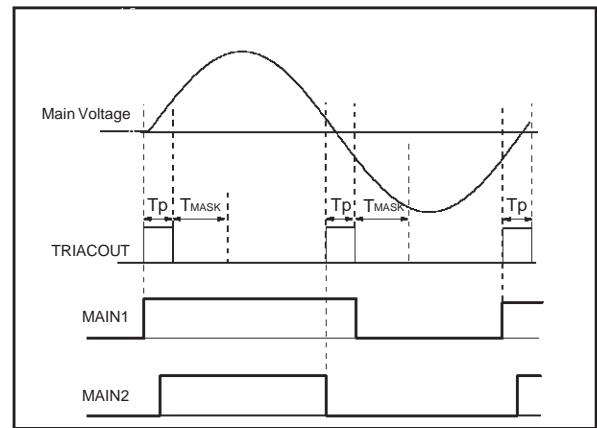 Main Voltage
Tp TMASK Tp TMASK Tp
TRIACOUT
MAIN1
MAIN2